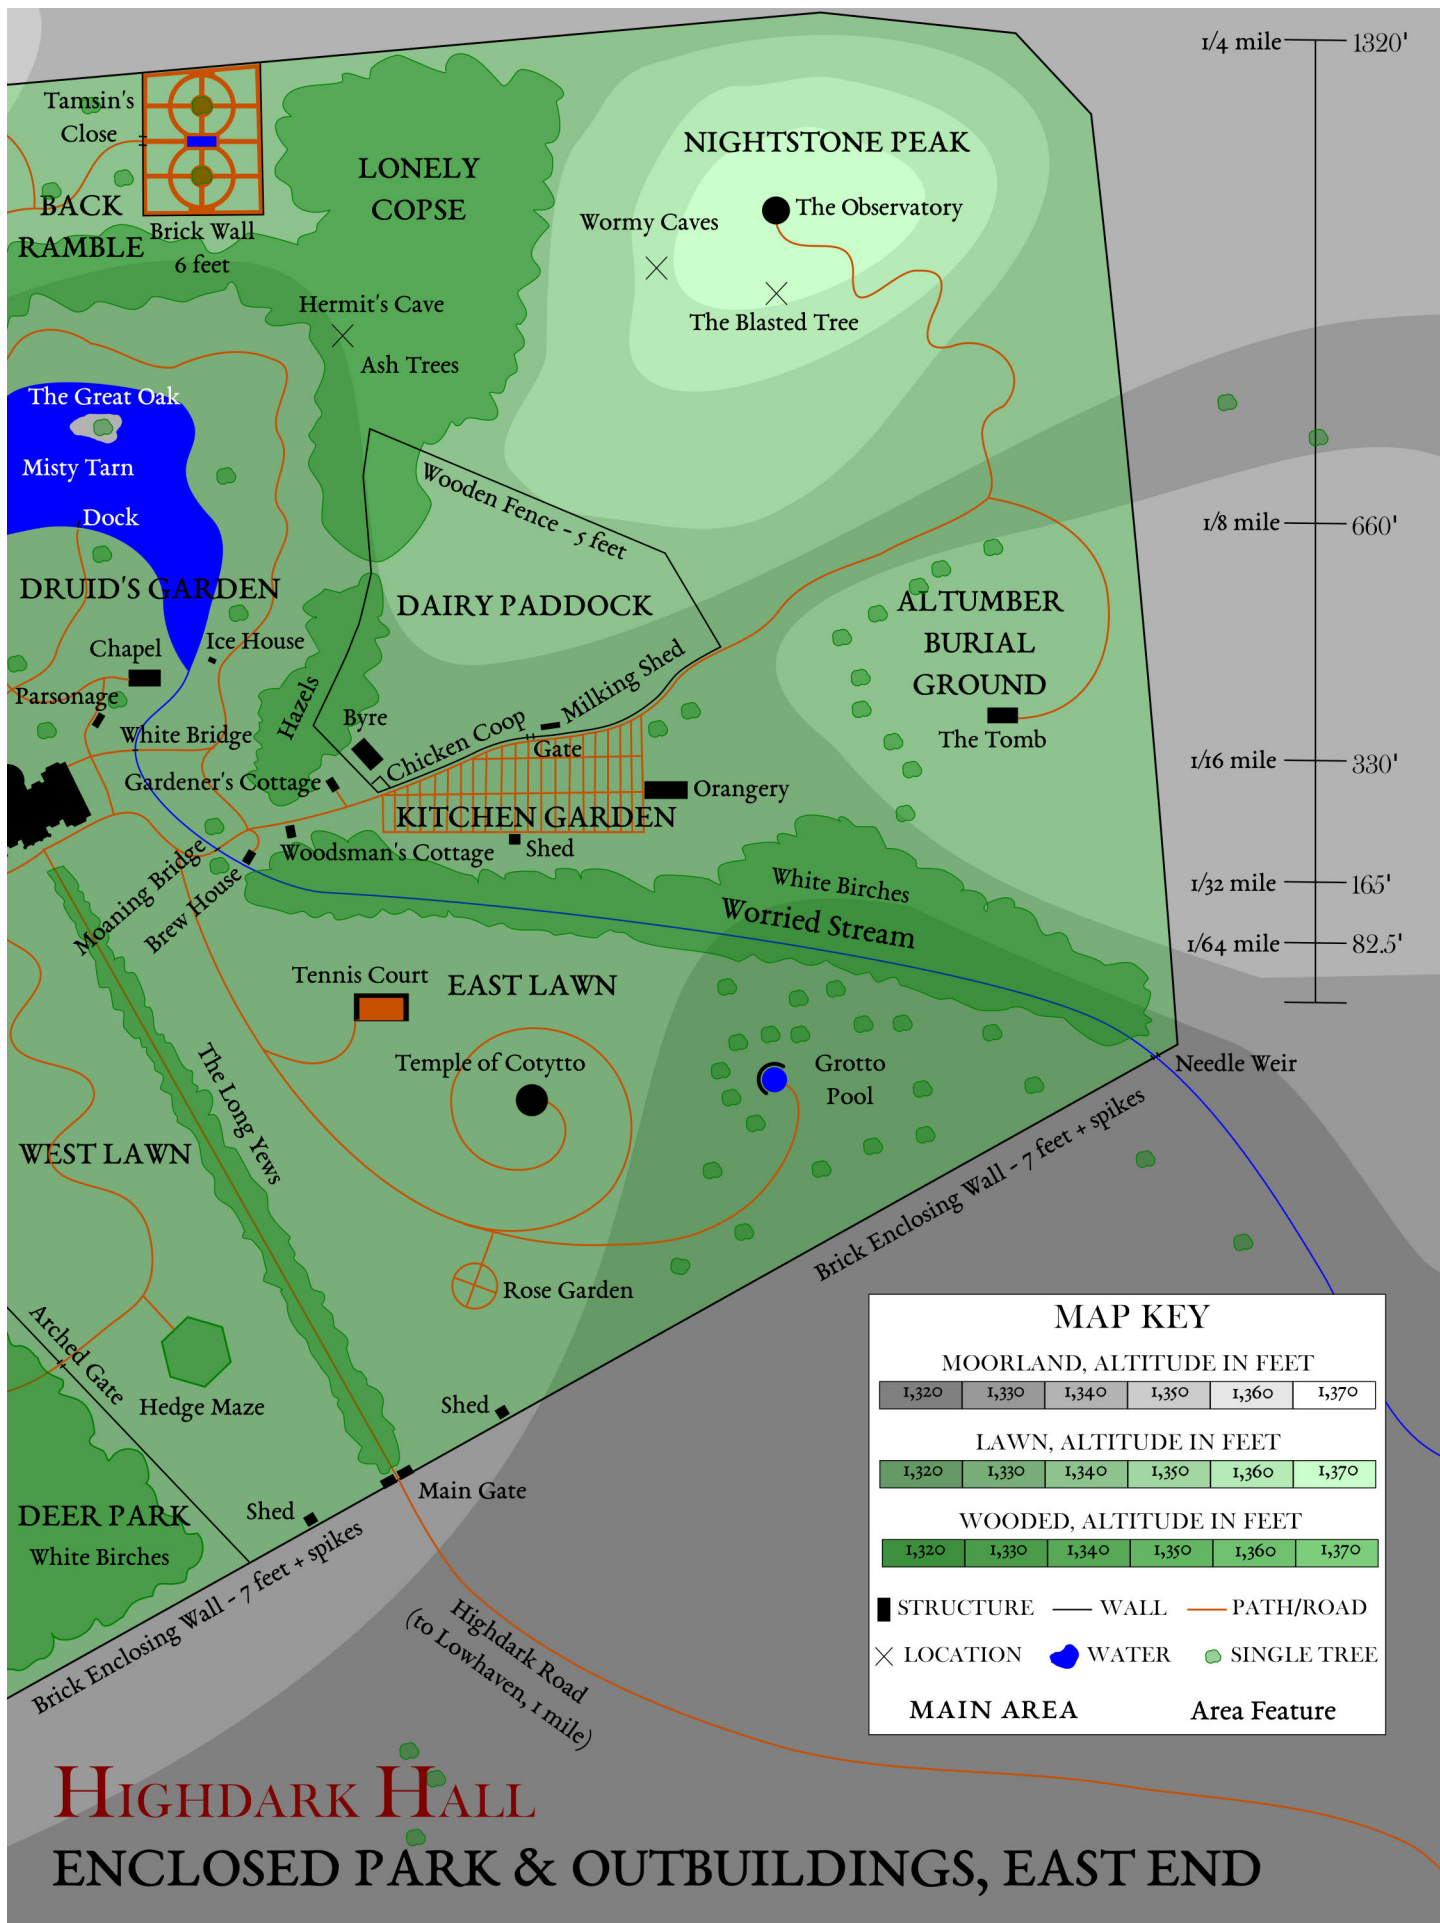 1/4 mile 1320'
Tamsin's
Close
NIGHTSTONE PEAK
LONELY
COPSE
BACK
RAMBLE
Brick Wall
6 feet
Wormy Caves
The Observatory
Hermit's Cave
The Blasted Tree
Ash Trees
The Great Oak
Misty Tarn
Wooden Fence - 5 feet
Dock
1/8 mile 660'
DRUID'S GARDEN
DAIRY PADDOCK
ALTUMBER
BURIAL
GROUND
Chapel
Ice House
Parsonage
Hazels
Byre
Milking Shed
Chicken Coop
White Bridge
Gate
The Tomb
1/16 mile 330'
Gardener's Cottage
Orangery
KITCHEN GARDEN
Woodsman's Cottage
Shed
Moaning Bridge
Brew House
White Birches
1/32 mile 165'
Worried Stream
1/64 mile 82.5'
Tennis Court
EAST LAWN
Temple of Cotytto
Grotto
Pool
Needle Weir
The Long Yews
WEST LAWN
Brick Enclosing Wall - 7 feet + spikes
Rose Garden
Arched Gate
Hedge Maze
Shed
Main Gate
Shed
DEER PARK
White Birches
Brick Enclosing Wall - 7 feet + spikes
Highdark Road
(to Lowhaven, 1 mile)
MAP KEY
MOORLAND, ALTITUDE IN FEET
1,320 1,330 1,340 1,350 1,360 1,370
LAWN, ALTITUDE IN FEET
1,320 1,330 1,340 1,350 1,360 1,370
WOODED, ALTITUDE IN FEET
1,320 1,330 1,340 1,350 1,360 1,370
STRUCTURE WALL PATH/ROAD
LOCATION WATER SINGLE TREE
MAIN AREA Area Feature
HIGHDARK HALL
ENCLOSED PARK & OUTBUILDINGS, EAST END